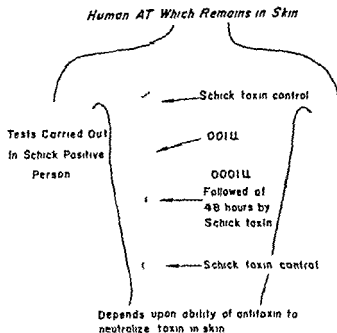 Human AT Which Remains in Skin
Schick toxin control
Tests Carried Out
In Schick Positive
Person
001U
0001U
Followed at
48 hours by
Schick toxin
Schick toxin control
Depends upon ability of antitoxin to
neutralize toxin in skin